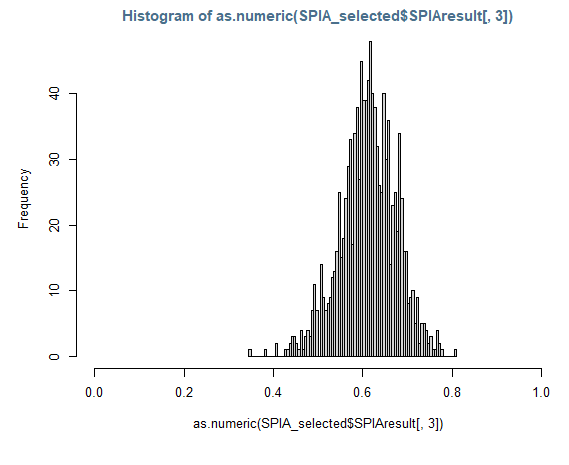 Histogram of as.numeric(SPIA_selected$SPIAresult[, 3])
Frequency
40
30
20
10
0
0.0 0.2 0.4 0.6 0.8 1.0
as.numeric(SPIA_selected$SPIAresult[, 3])